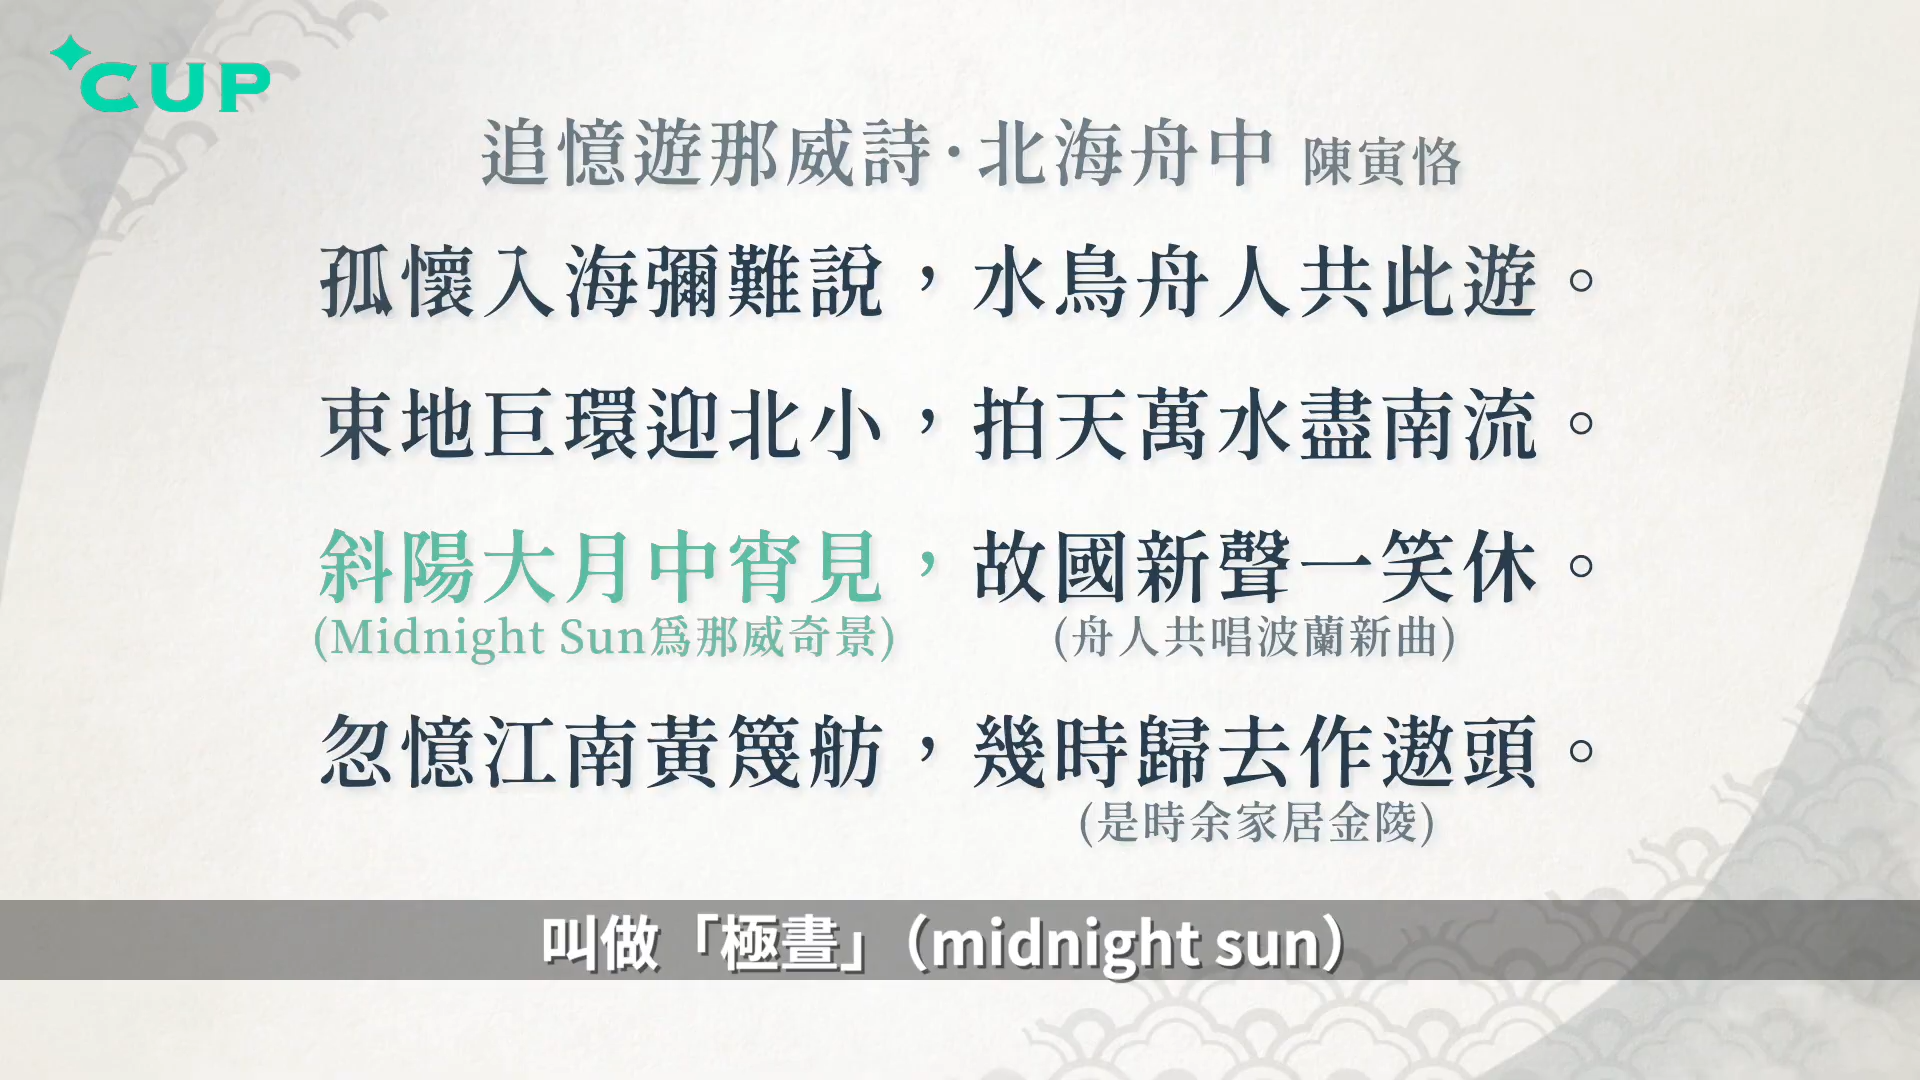 CUP
追憶遊那威詩·北海舟中 陳寅恪
孤懷入海彌難說，水鳥舟人共此遊。
束地巨環迎北小，拍天萬水盡南流。
斜陽大月中宵見，故國新聲一笑休。
(Midnight Sun爲那威奇景) (舟人共唱波蘭新曲)
忽憶江南黃篾舫，幾時歸去作遨頭。
(是時余家居金陵)
叫做「極晝」（midnight sun）